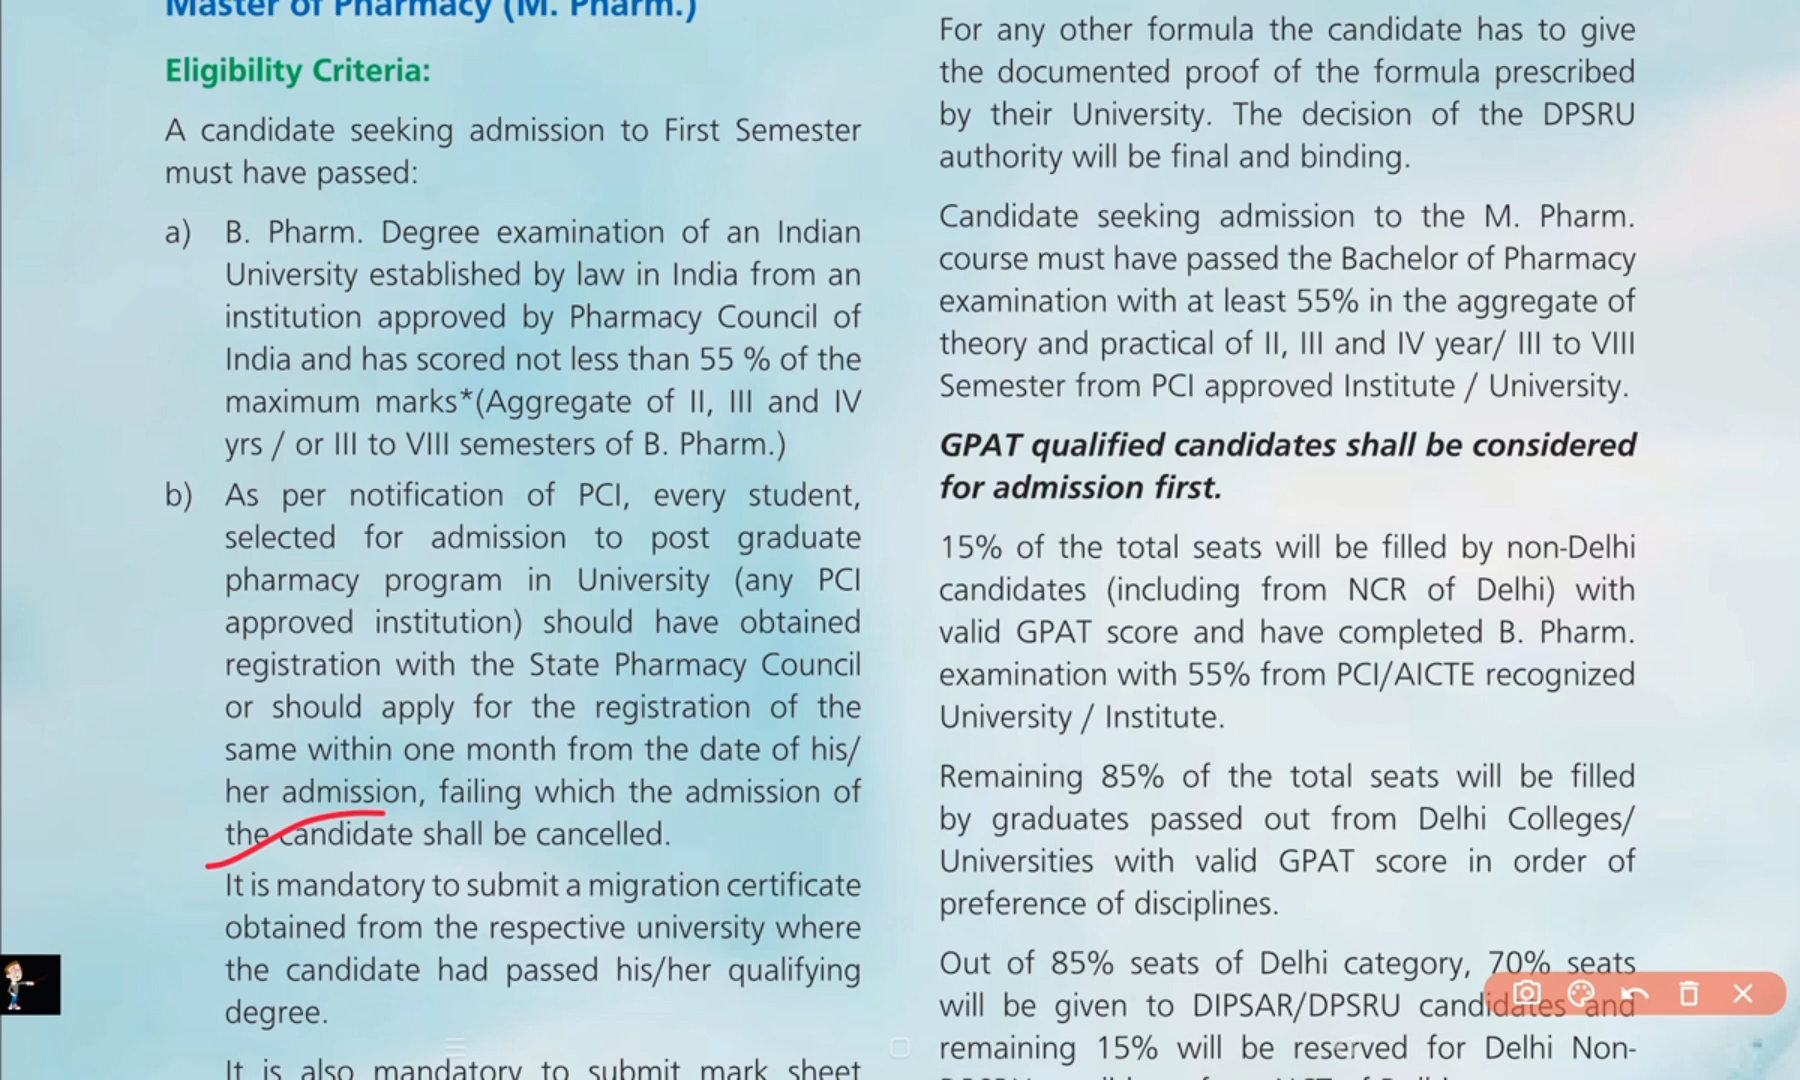 Master of Pharmacy (M. Pharm.)
Eligibility Criteria:
A candidate seeking admission to First Semester
must have passed:
a) B. Pharm. Degree examination of an Indian
University established by law in India from an
institution approved by Pharmacy Council of
India and has scored not less than 55 % of the
maximum marks*(Aggregate of II, III and IV
yrs / or III to VIII semesters of B. Pharm.)
b) As per notification of PCI, every student,
selected for admission to post graduate
pharmacy program in University (any PCI
approved institution) should have obtained
registration with the State Pharmacy Council
or should apply for the registration of the
same within one month from the date of his/
her admission, failing which the admission of
the candidate shall be cancelled.
It is mandatory to submit a migration certificate
obtained from the respective university where
the candidate had passed his/her qualifying
degree.
It is also mandatory to submit mark sheet
For any other formula the candidate has to give
the documented proof of the formula prescribed
by their University. The decision of the DPSRU
authority will be final and binding.
Candidate seeking admission to the M. Pharm.
course must have passed the Bachelor of Pharmacy
examination with at least 55% in the aggregate of
theory and practical of II, III and IV year/ III to VIII
Semester from PCI approved Institute / University.
GPAT qualified candidates shall be considered
for admission first.
15% of the total seats will be filled by non-Delhi
candidates (including from NCR of Delhi) with
valid GPAT score and have completed B. Pharm.
examination with 55% from PCI/AICTE recognized
University / Institute.
Remaining 85% of the total seats will be filled
by graduates passed out from Delhi Colleges/
Universities with valid GPAT score in order of
preference of disciplines.
Out of 85% seats of Delhi category, 70% seats
will be given to DIPSAR/DPSRU candidates and
remaining 15% will be reserved for Delhi Non-